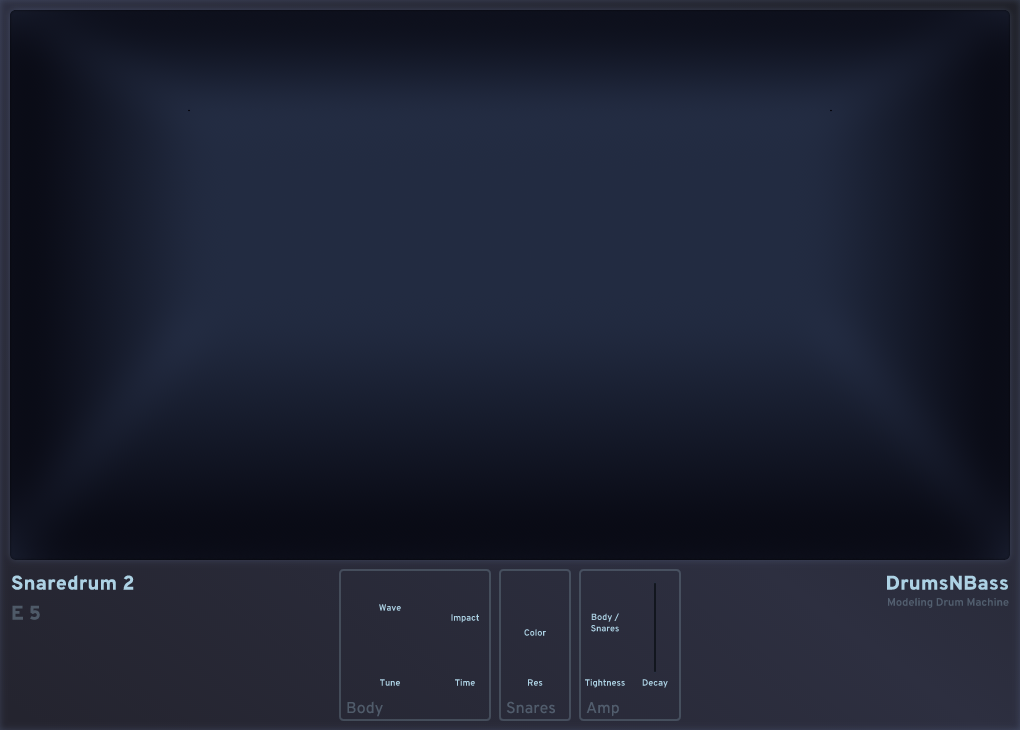 Snaredrum 2
E 5
Wave
Impact
Tune
Time
Body
Color
Res
Snares
Body /
Snares
Tightness
Decay
Amp
DrumsNBass
Modeling Drum Machine